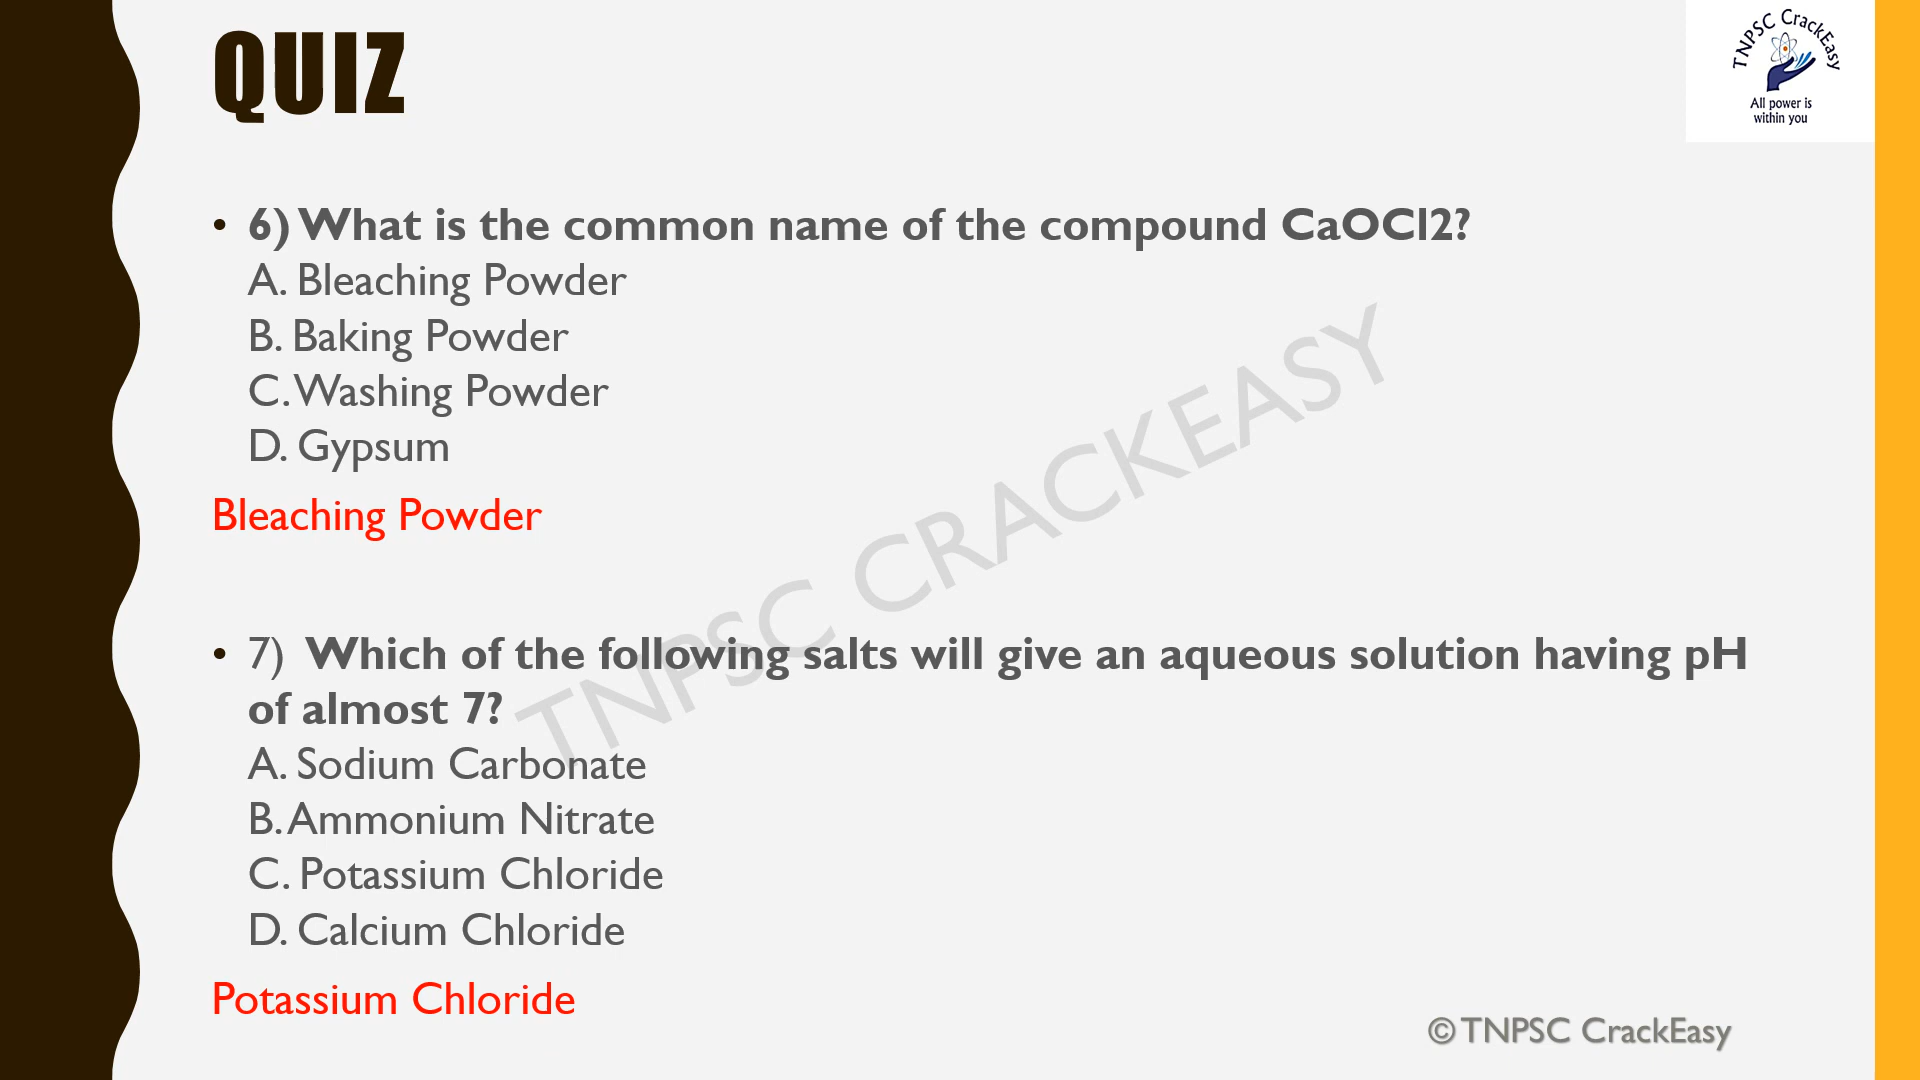 QUIZ
TNPSC CrackEasy
All power is
within you
• 6) What is the common name of the compound CaOCl2?
A. Bleaching Powder
B. Baking Powder
C. Washing Powder
D. Gypsum
Bleaching Powder
TNPSC CRACKEASY
• 7) Which of the following salts will give an aqueous solution having pH
of almost 7?
A. Sodium Carbonate
B. Ammonium Nitrate
C. Potassium Chloride
D. Calcium Chloride
Potassium Chloride
© TNPSC CrackEasy